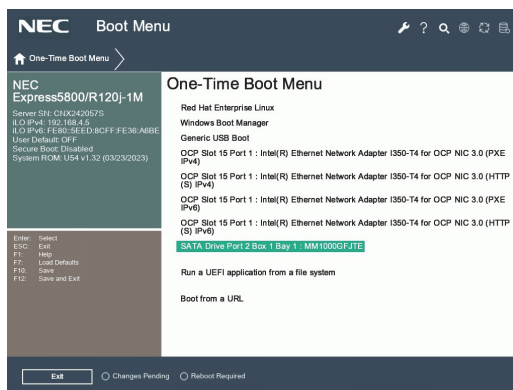 NEC Boot Menu
One-Time Boot Menu
NEC
Express5800/R120j-1M
Server SN: CNX242057S
iLO IPv4: 192.168.4.5
iLO IPv6: FE80::5EED:8CFF:FE36:A6BE
User Default: OFF
Secure Boot: Disabled
System ROM: U54 v1.32 (03/23/2023)
Enter: Select
ESC: Exit
F1: Help
F7: Load Defaults
F10: Save
F12: Save and Exit
One-Time Boot Menu
Red Hat Enterprise Linux
Windows Boot Manager
Generic USB Boot
OCP Slot 15 Port 1 : Intel(R) Ethernet Network Adapter I350-T4 for OCP NIC 3.0 (PXE
IPv4)
OCP Slot 15 Port 1 : Intel(R) Ethernet Network Adapter I350-T4 for OCP NIC 3.0 (HTTP
(S) IPv4)
OCP Slot 15 Port 1 : Intel(R) Ethernet Network Adapter I350-T4 for OCP NIC 3.0 (PXE
IPv6)
OCP Slot 15 Port 1 : Intel(R) Ethernet Network Adapter I350-T4 for OCP NIC 3.0 (HTTP
(S) IPv6)
SATA Drive Port 2 Box 1 Bay 1 : MM1000GFJTE
Run a UEFI application from a file system
Boot from a URL
Exit
Changes Pending
Reboot Required